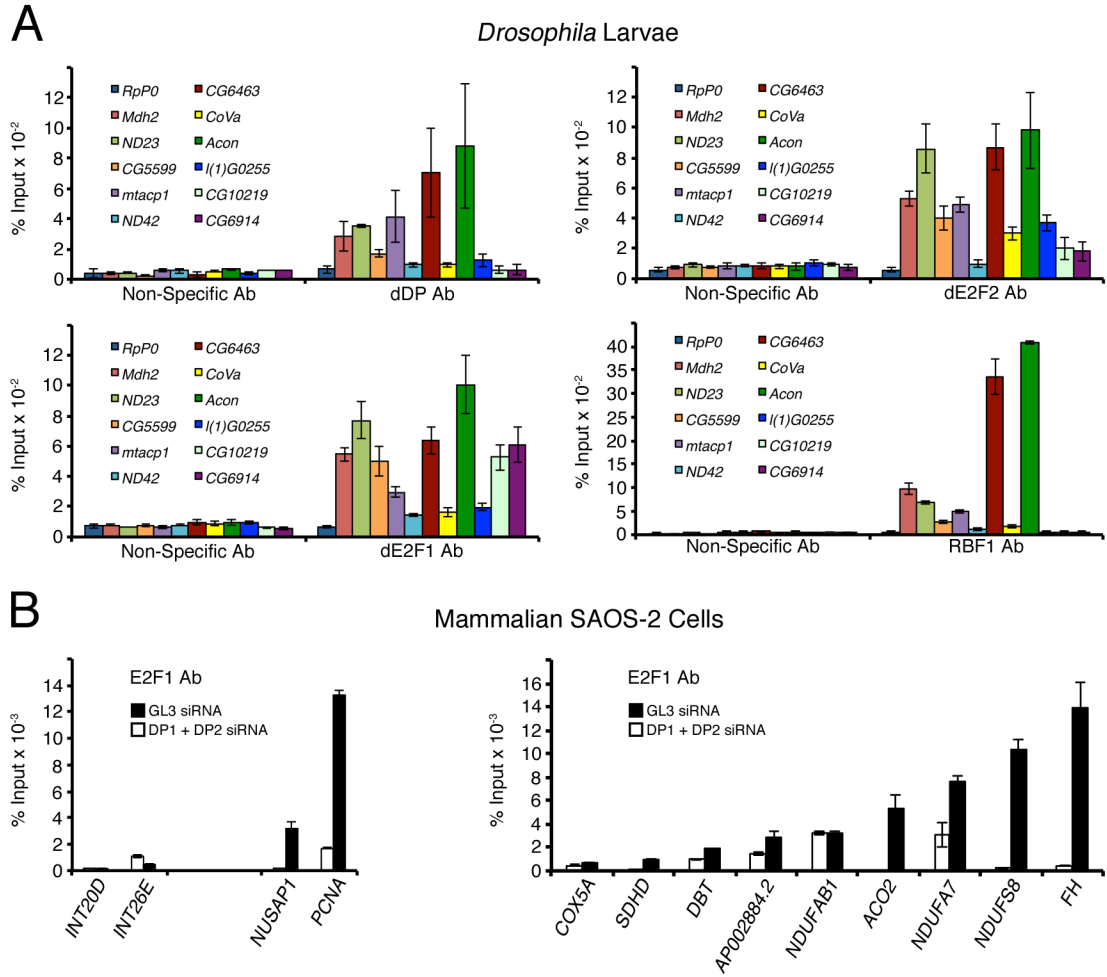 A
Drosophila Larvae
% Input x 10-2
14
12
10
8
6
4
2
0
RpP0
Mdh2
ND23
CG5599
mtacp1
ND42
CG6463
CoVa
Acon
l(1)G0255
CG10219
CG6914
Non-Specific Ab
dDP Ab
% Input x 10-2
14
12
10
8
6
4
2
0
RpP0
Mdh2
ND23
CG5599
mtacp1
ND42
CG6463
CoVa
Acon
l(1)G0255
CG10219
CG6914
Non-Specific Ab
dE2F2 Ab
% Input x 10-2
14
12
10
8
6
4
2
0
RpP0
Mdh2
ND23
CG5599
mtacp1
ND42
CG6463
CoVa
Acon
l(1)G0255
CG10219
CG6914
Non-Specific Ab
dE2F1 Ab
% Input x 10-2
40
35
30
25
20
15
10
5
0
RpP0
Mdh2
ND23
CG5599
mtacp1
ND42
CG6463
CoVa
Acon
l(1)G0255
CG10219
CG6914
Non-Specific Ab
RBF1 Ab
B
Mammalian SAOS-2 Cells
% Input x 10-3
16
14
12
10
8
6
4
2
0
E2F1 Ab
GL3 siRNA
DP1 + DP2 siRNA
INT20D
INT26E
NUSAP1
PCNA
% Input x 10-3
16
14
12
10
8
6
4
2
0
E2F1 Ab
GL3 siRNA
DP1 + DP2 siRNA
COX5A
SDHD
DBT
AP002884.2
NDUFAB1
ACO2
NDUFA7
NDUFS8
FH